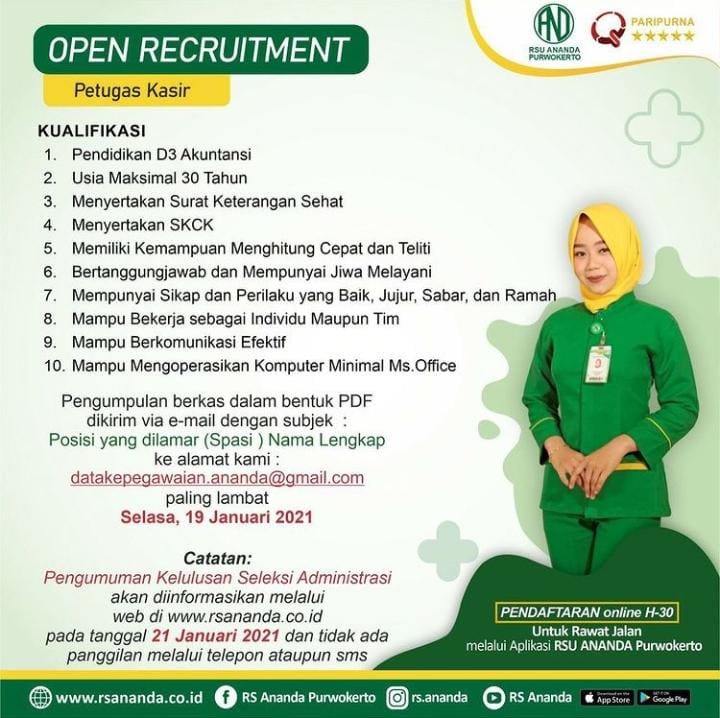 OPEN RECRUITMENT
Petugas Kasir
RSU ANANDA
PURWOKERTO
PARIPURNA
KUALIFIKASI
1. Pendidikan D3 Akuntansi
2. Usia Maksimal 30 Tahun
3. Menyertakan Surat Keterangan Sehat
4. Menyertakan SKCK
5. Memiliki Kemampuan Menghitung Cepat dan Teliti
6. Bertanggungjawab dan Mempunyai Jiwa Melayani
7. Mempunyai Sikap dan Perilaku yang Baik, Jujur, Sabar, dan Ramah
8. Mampu Bekerja sebagai Individu Maupun Tim
9. Mampu Berkomunikasi Efektif
10. Mampu Mengoperasikan Komputer Minimal Ms.Office
Pengumpulan berkas dalam bentuk PDF
dikirim via e-mail dengan subjek :
Posisi yang dilamar (Spasi ) Nama Lengkap
ke alamat kami :
datakepegawaian.ananda@gmail.com
paling lambat
Selasa, 19 Januari 2021
Catatan:
Pengumuman Kelulusan Seleksi Administrasi
akan diinformasikan melalui
web di www.rsananda.co.id
pada tanggal 21 Januari 2021 dan tidak ada
panggilan melalui telepon ataupun sms
PENDAFTARAN online H-30
Untuk Rawat Jalan
melalui Aplikasi RSU ANANDA Purwokerto
www.rsananda.co.id
RS Ananda Purwokerto
rs.ananda
RS Ananda
App Store
Google Play